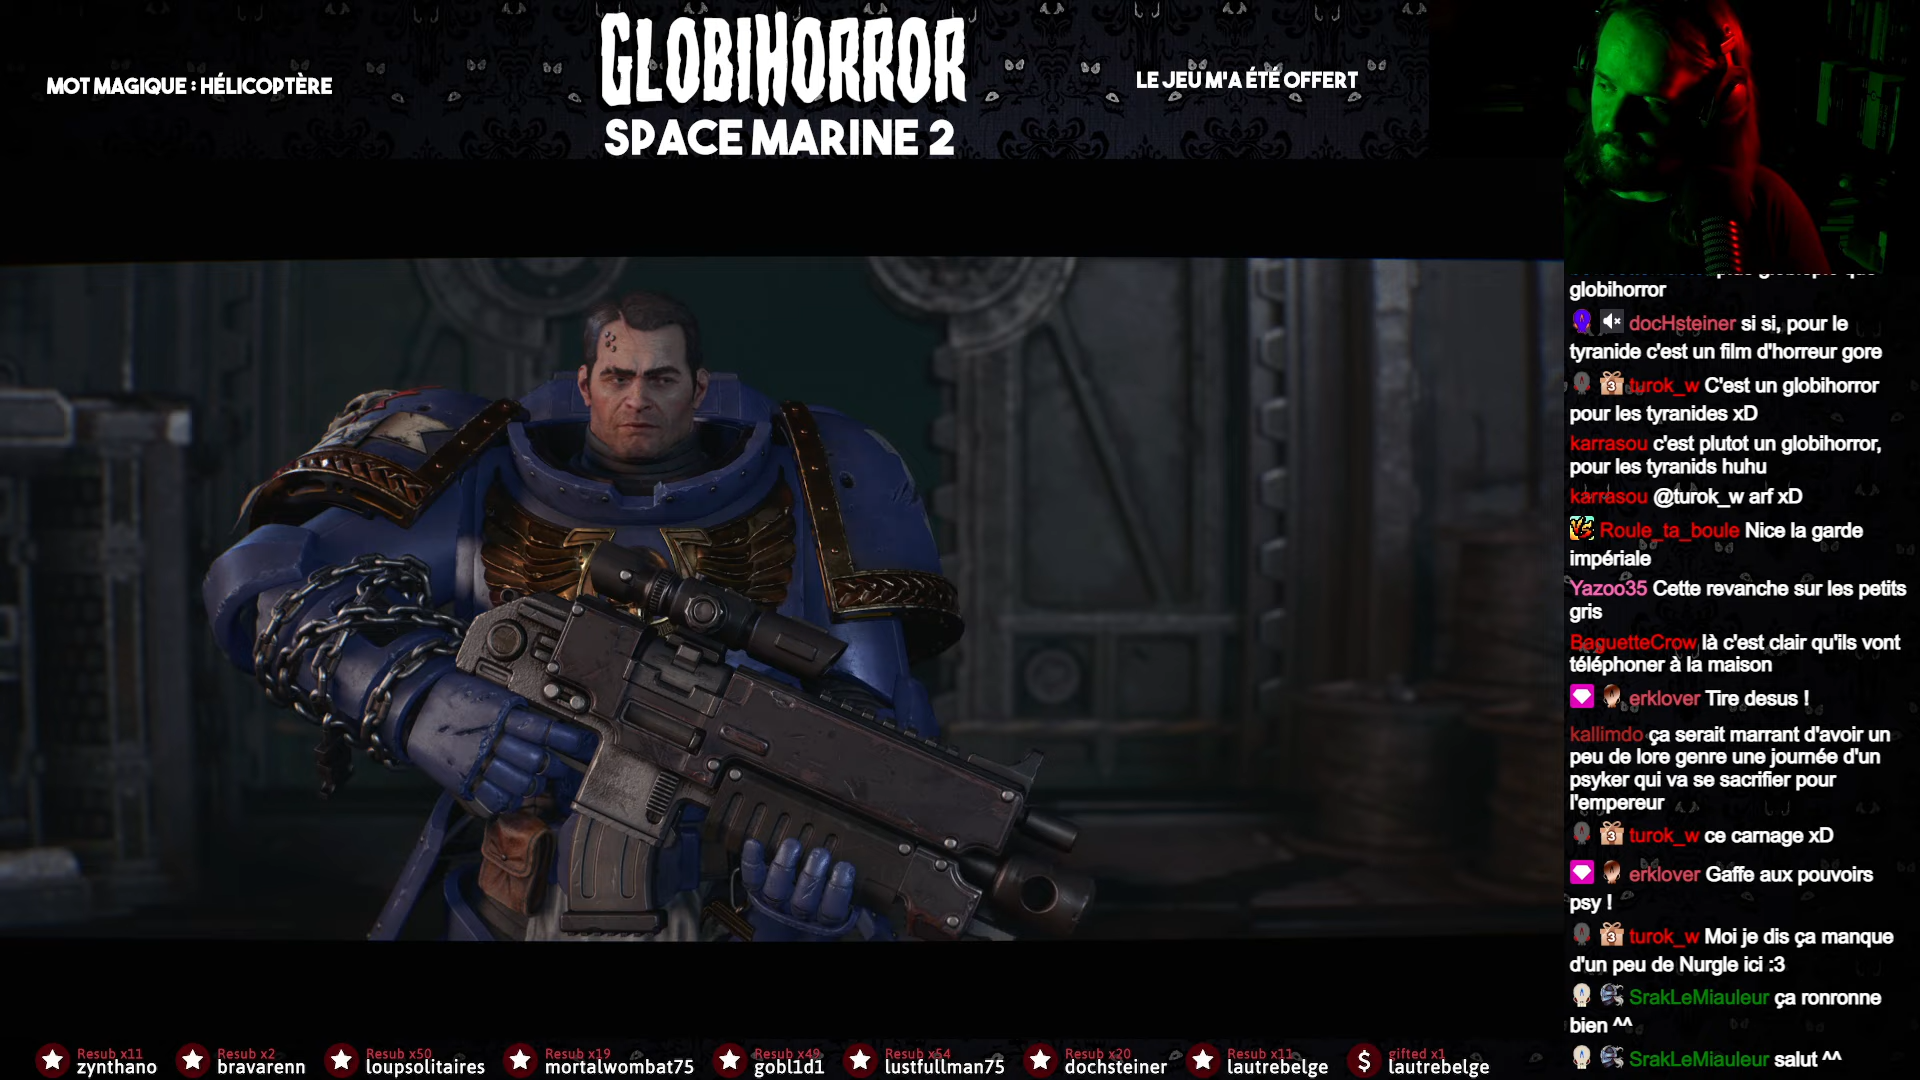 MOT MAGIQUE : HÉLICOPTÈRE
GLOBIHORROR
SPACE MARINE 2
LE JEU M'A ÉTÉ OFFERT
globihorror
docHsteiner si si, pour le
tyranide c'est un film d'horreur gore
turok_w C'est un globihorror
pour les tyranides xD
karrasou c'est plutot un globihorror,
pour les tyranids huhu
karrasou @turok_w arf xD
Roule_ta_boule Nice la garde
impériale
Yazoo35 Cette revanche sur les petits
gris
BaguetteCrow là c'est clair qu'ils vont
téléphoner à la maison
erklover Tire desus !
kallimdo ça serait marrant d'avoir un
peu de lore genre une journée d'un
psyker qui va se sacrifier pour
l'empereur
turok_w ce carnage xD
erklover Gaffe aux pouvoirs
psy !
turok_w Moi je dis ça manque
d'un peu de Nurgle ici :3
SrakLeMiauleur ça ronronne
bien ^^
SrakLeMiauleur salut ^^
Resub x11
zynthano
Resub x2
bravarenn
Resub x50
loupsolitaires
Resub x19
mortalwombat75
Resub x49
gobl1d1
Resub x54
lustfullman75
Resub x20
dochsteiner
Resub x11
lautrebelge
gifted x1
lautrebelge